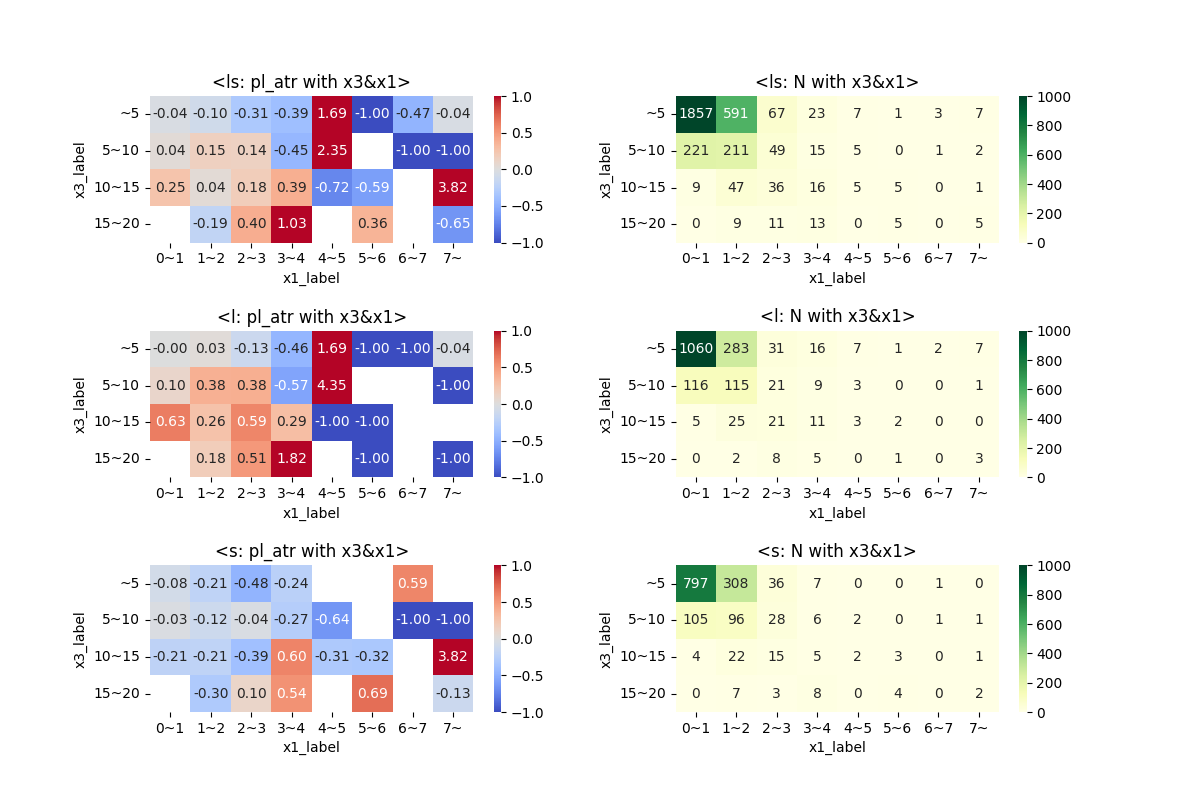 <ls: pl_atr with x3&x1>
x3_label
~5 -0.04 -0.10 -0.31 -0.39 1.69 -1.00 -0.47 -0.04
5~10 0.04 0.15 0.14 -0.45 2.35 -1.00 -1.00
10~15 0.25 0.04 0.18 0.39 -0.72 -0.59 3.82
15~20 -0.19 0.40 1.03 0.36 -0.65
0~1 1~2 2~3 3~4 4~5 5~6 6~7 7~
x1_label
1.0
0.5
0.0
−0.5
−1.0
<ls: N with x3&x1>
x3_label
~5 1857 591 67 23 7 1 3 7
5~10 221 211 49 15 5 0 1 2
10~15 9 47 36 16 5 5 0 1
15~20 0 9 11 13 0 5 0 5
0~1 1~2 2~3 3~4 4~5 5~6 6~7 7~
x1_label
1000
800
600
400
200
0
<l: pl_atr with x3&x1>
x3_label
~5 -0.00 0.03 -0.13 -0.46 1.69 -1.00 -1.00 -0.04
5~10 0.10 0.38 0.38 -0.57 4.35 -1.00
10~15 0.63 0.26 0.59 0.29 -1.00 -1.00
15~20 0.18 0.51 1.82 -1.00 -1.00
0~1 1~2 2~3 3~4 4~5 5~6 6~7 7~
x1_label
1.0
0.5
0.0
−0.5
−1.0
<l: N with x3&x1>
x3_label
~5 1060 283 31 16 7 1 2 7
5~10 116 115 21 9 3 0 0 1
10~15 5 25 21 11 3 2 0 0
15~20 0 2 8 5 0 1 0 3
0~1 1~2 2~3 3~4 4~5 5~6 6~7 7~
x1_label
1000
800
600
400
200
0
<s: pl_atr with x3&x1>
x3_label
~5 -0.08 -0.21 -0.48 -0.24 0.59
5~10 -0.03 -0.12 -0.04 -0.27 -0.64 -1.00 -1.00
10~15 -0.21 -0.21 -0.39 0.60 -0.31 -0.32 3.82
15~20 -0.30 0.10 0.54 0.69 -0.13
0~1 1~2 2~3 3~4 4~5 5~6 6~7 7~
x1_label
1.0
0.5
0.0
−0.5
−1.0
<s: N with x3&x1>
x3_label
~5 797 308 36 7 0 0 1 0
5~10 105 96 28 6 2 0 1 1
10~15 4 22 15 5 2 3 0 1
15~20 0 7 3 8 0 4 0 2
0~1 1~2 2~3 3~4 4~5 5~6 6~7 7~
x1_label
1000
800
600
400
200
0